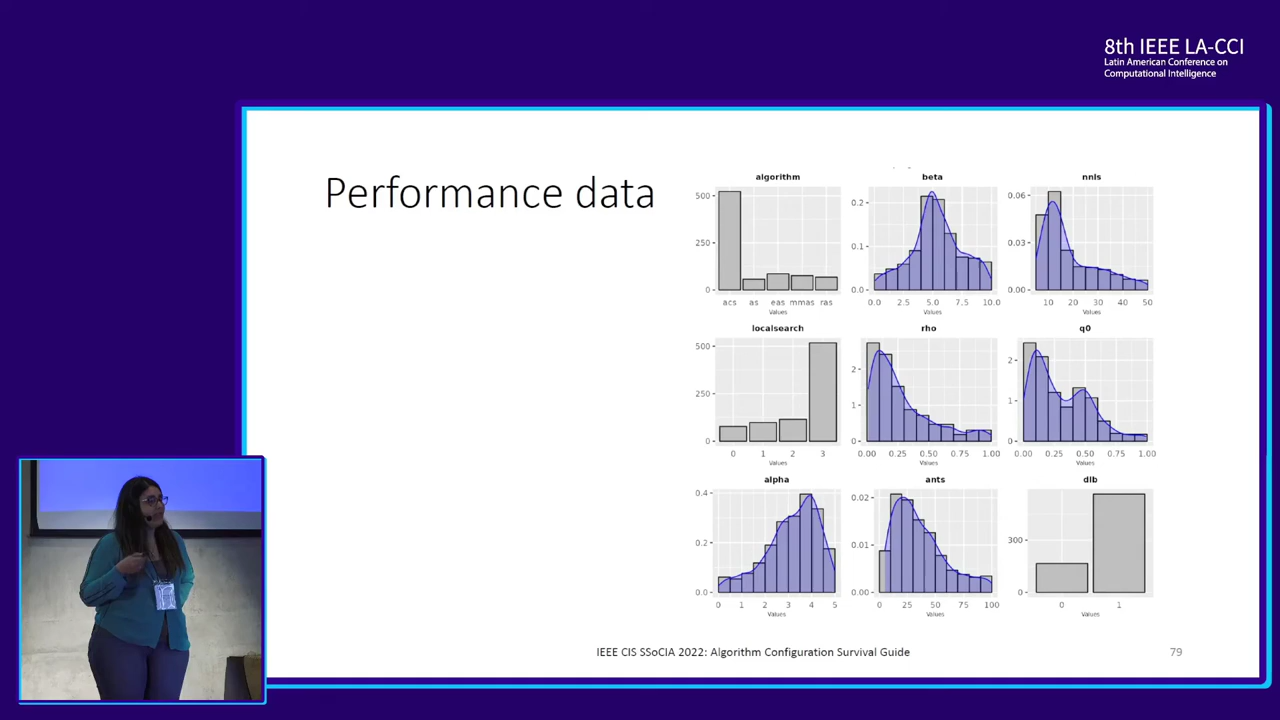 8th IEEE LA-CCI
Latin American Conference on
Computational Intelligence
Performance data
algorithm
500
250
0
acs as eas mmas ras
Values
beta
0.2
0.1
0.0
0.0 2.5 5.0 7.5 10.0
Values
nnls
0.06
0.03
0.00
10 20 30 40 50
Values
localsearch
500
250
0
0 1 2 3
Values
rho
2
1
0
0.00 0.25 0.50 0.75 1.00
Values
q0
2
1
0
0.00 0.25 0.50 0.75 1.00
Values
alpha
0.4
0.2
0.0
0 1 2 3 4 5
Values
ants
0.02
0.01
0.00
0 25 50 75 100
Values
dlb
300
0
0 1
Values
IEEE CIS SSoCIA 2022: Algorithm Configuration Survival Guide
79